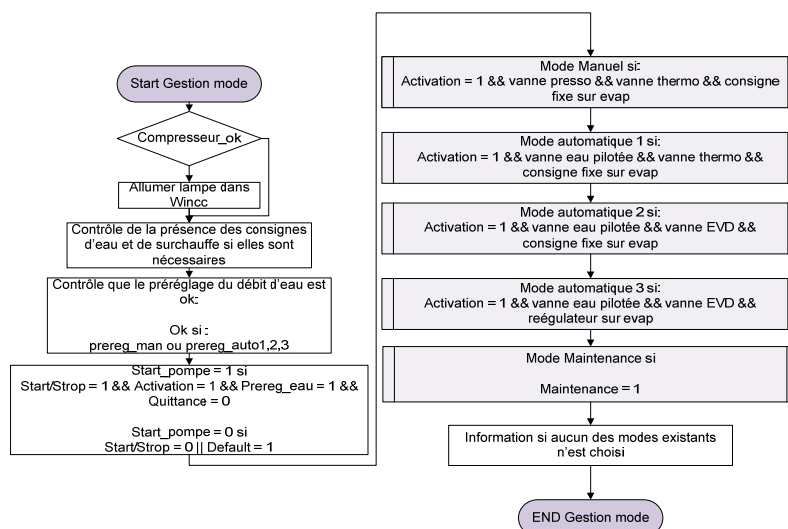 Start Gestion mode
Compresseur_ok
Allumer lampe dans
Wincc
Contrôle de la présence des consignes
d'eau et de surchauffe si elles sont
nécessaires
Contrôle que le préréglage du débit d'eau est
ok:
Ok si :
prereg_man ou prereg_auto1,2,3
Start_pompe = 1 si
Start/Strop = 1 && Activation = 1 && Prereg_eau = 1 &&
Quittance = 0
Start_pompe = 0 si
Start/Strop = 0 || Default = 1
Mode Manuel si:
Activation = 1 && vanne presso && vanne thermo && consigne
fixe sur evap
Mode automatique 1 si:
Activation = 1 && vanne eau pilotée && vanne thermo &&
consigne fixe sur evap
Mode automatique 2 si:
Activation = 1 && vanne eau pilotée && vanne EVD &&
consigne fixe sur evap
Mode automatique 3 si:
Activation = 1 && vanne eau pilotée && vanne EVD &&
reégulateur sur evap
Mode Maintenance si
Maintenance = 1
Information si aucun des modes existants
n'est choisi
END Gestion mode